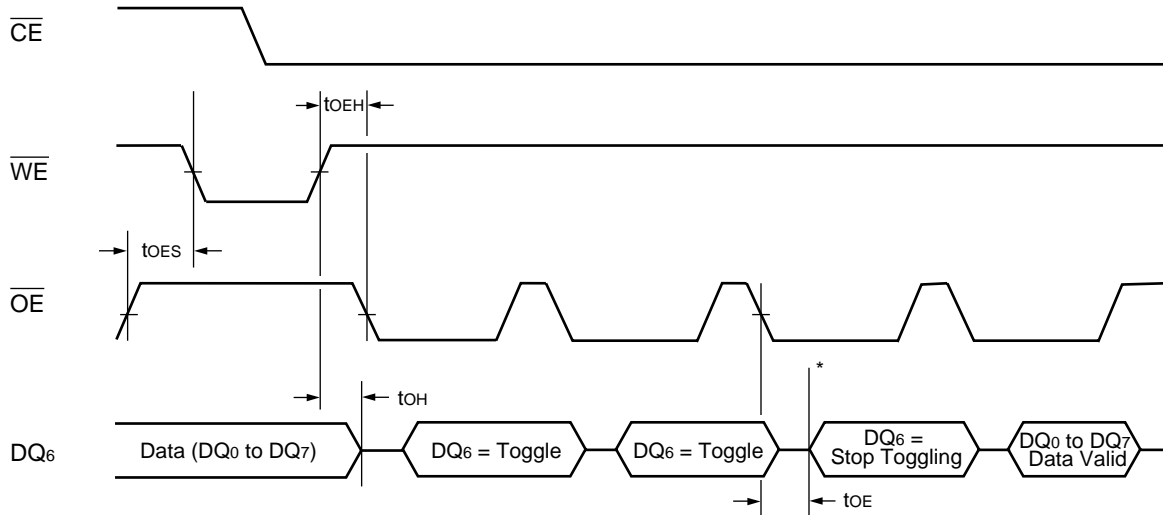 CE
tOEH
WE
tOES
OE
*
tOH
DQ6
Data (DQ0 to DQ7)
DQ6 = Toggle
DQ6 = Toggle
DQ6 =
Stop Toggling
DQ0 to DQ7
Data Valid
tOE